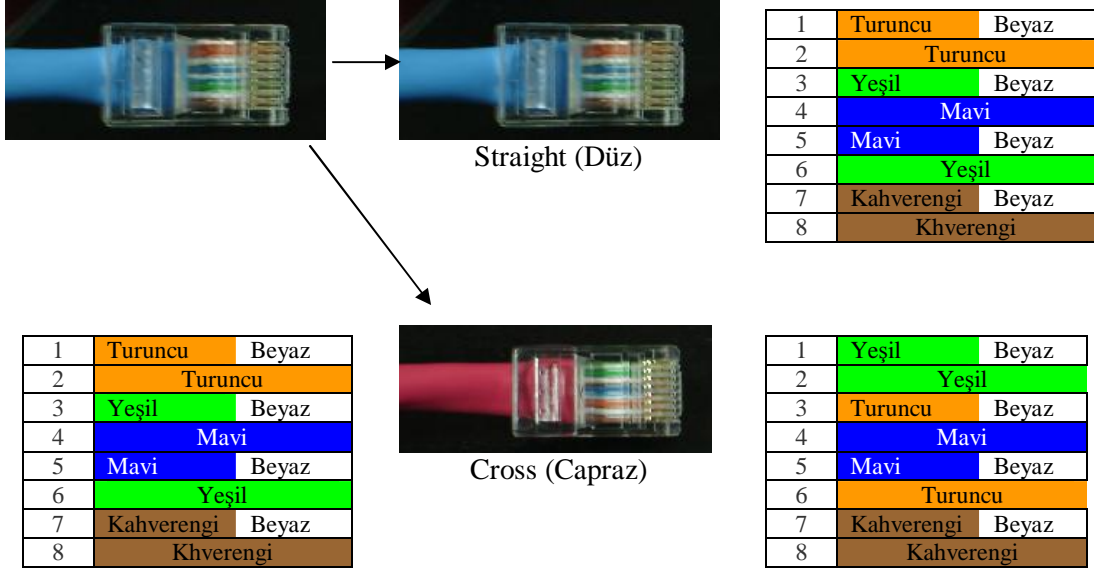 1 Turuncu Beyaz
2 Turuncu
3 Yeşil Beyaz
4 Mavi
5 Mavi Beyaz
6 Yeşil
7 Kahverengi Beyaz
8 Khverengi
Straight (Düz)
1 Turuncu Beyaz
2 Turuncu
3 Yeşil Beyaz
4 Mavi
5 Mavi Beyaz
6 Yeşil
7 Kahverengi Beyaz
8 Khverengi
Cross (Capraz)
1 Yeşil Beyaz
2 Yeşil
3 Turuncu Beyaz
4 Mavi
5 Mavi Beyaz
6 Turuncu
7 Kahverengi Beyaz
8 Kahverengi